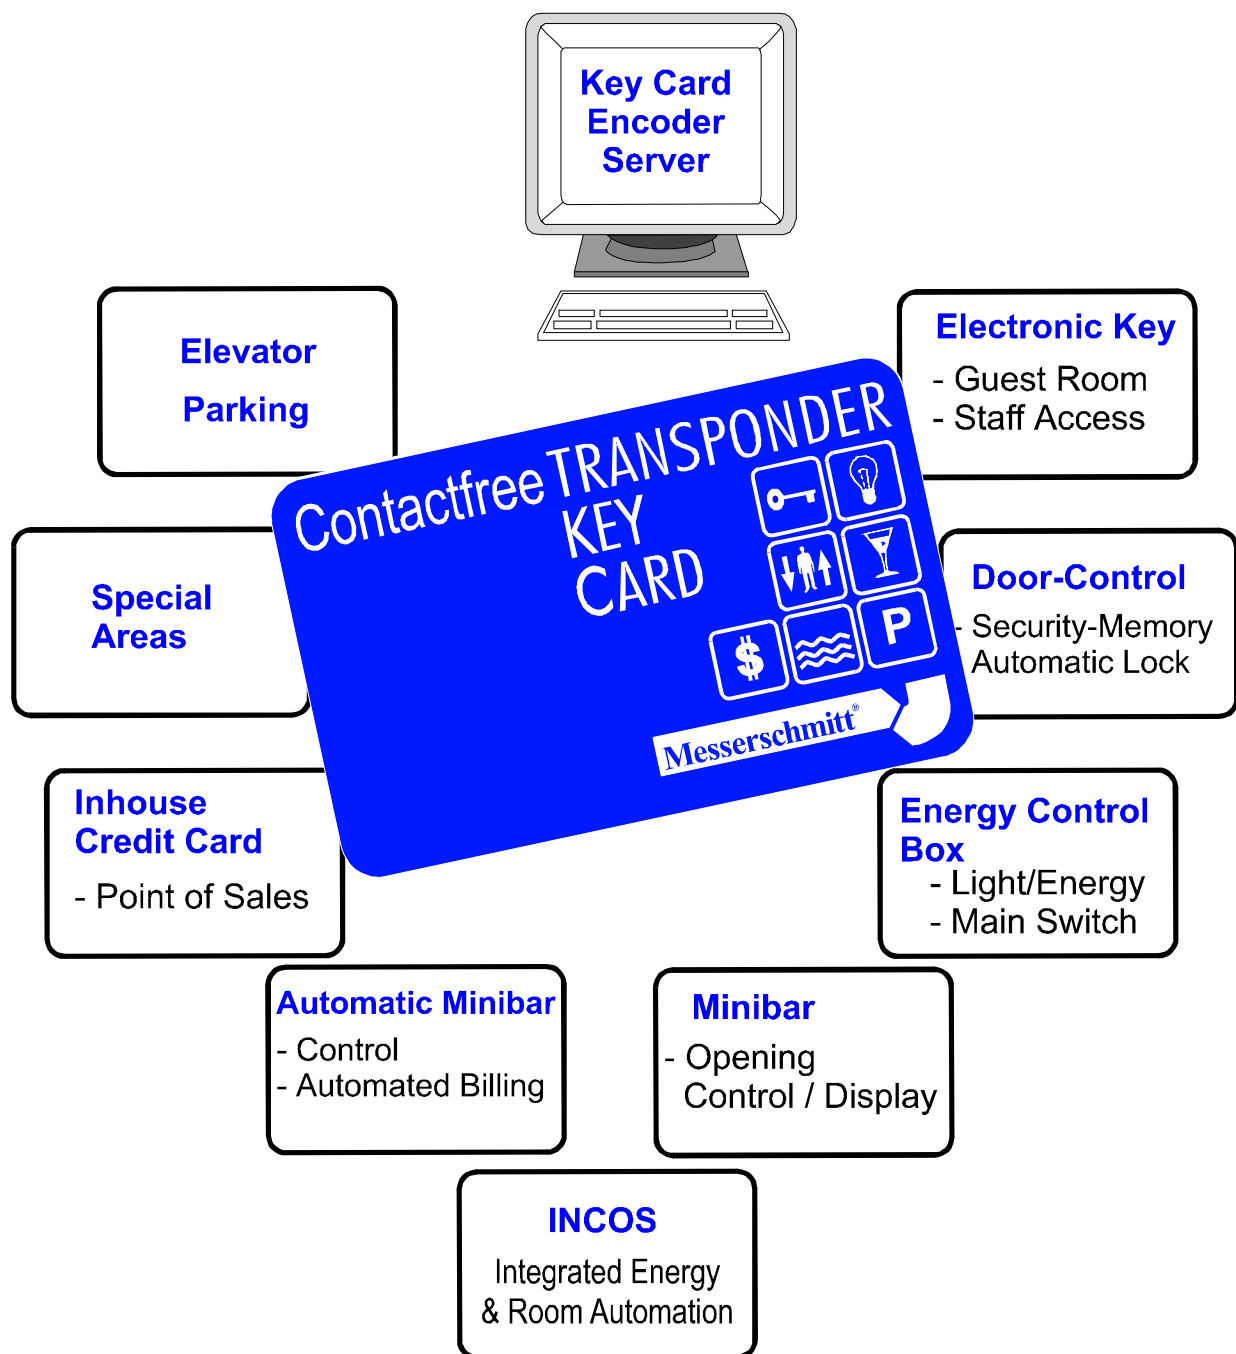 Key Card
Encoder
Server
Elevator
Parking
Electronic Key
- Guest Room
- Staff Access
Contactfree TRANSPONDER
KEY
CARD
$
P
Messerschmitt®
Special
Areas
Door-Control
- Security-Memory
Automatic Lock
Inhouse
Credit Card
- Point of Sales
Energy Control
Box
- Light/Energy
- Main Switch
Automatic Minibar
- Control
- Automated Billing
Minibar
- Opening
Control / Display
INCOS
Integrated Energy
& Room Automation